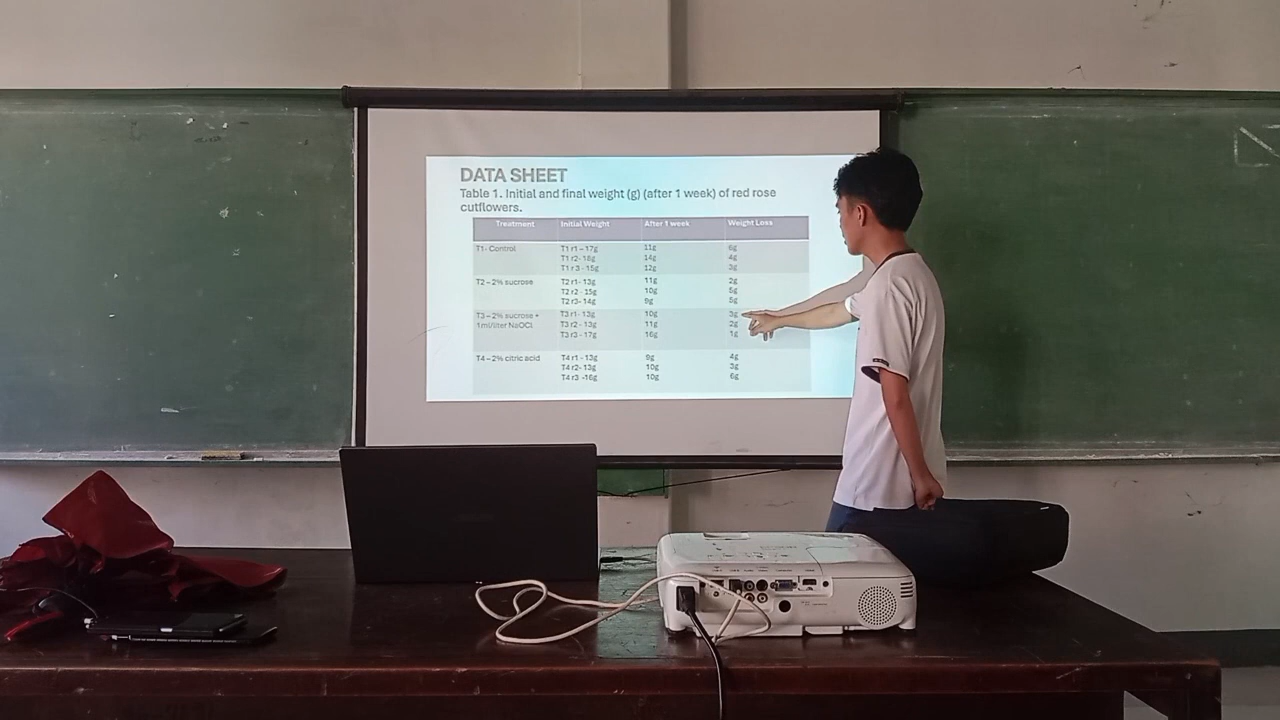 DATA SHEET
Table 1. Initial and final weight (g) (after 1 week) of red rose
cutflowers.
Treatment Initial Weight After 1 week Weight Loss
T1- Control T1 r1 – 17g 11g 6g
T1 r2- 18g 14g 4g
T1 r3 - 15g 12g 3g
T2 – 2% sucrose T2 r1- 13g 11g 2g
T2 r2 - 15g 10g 5g
T2 r3- 14g 9g 5g
T3 – 2% sucrose + T3 r1- 13g 10g 3g
1ml/liter NaOCl T3 r2 - 13g 11g 2g
T3 r3 - 17g 16g 1g
T4 – 2% citric acid T4 r1 - 13g 9g 4g
T4 r2- 13g 10g 3g
T4 r3 -16g 10g 6g